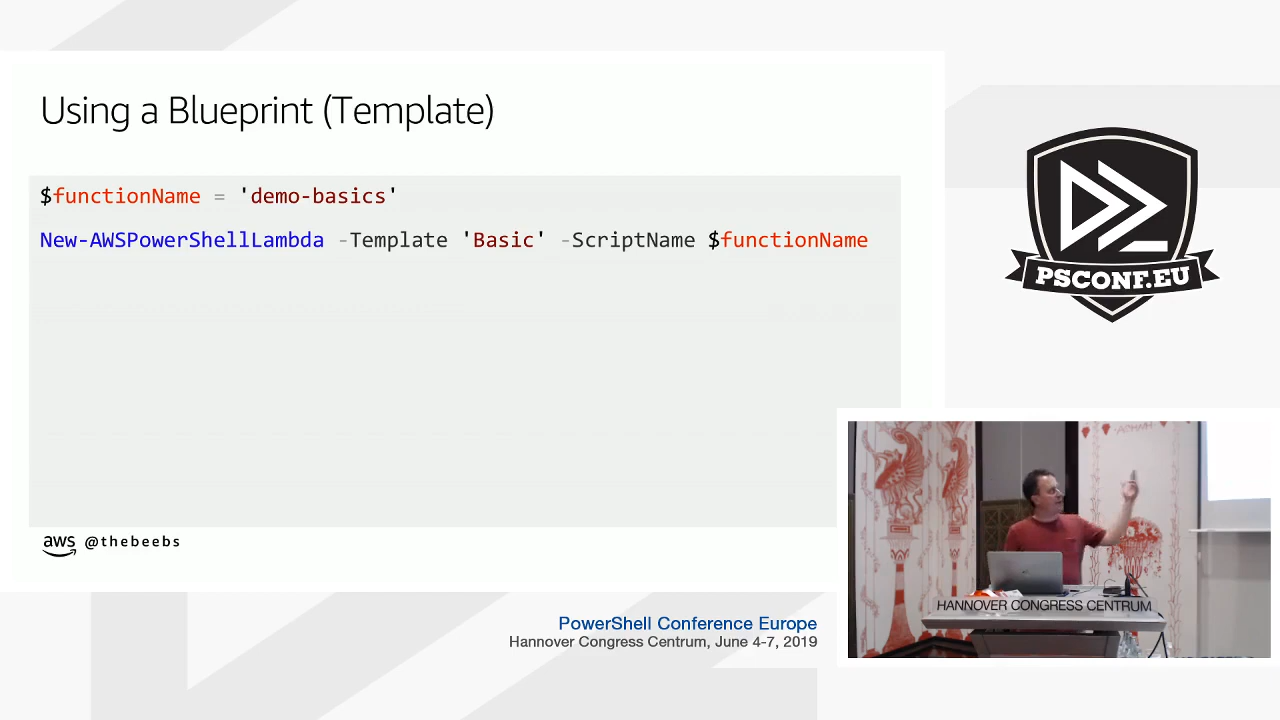 Using a Blueprint (Template)
$functionName = 'demo-basics'
New-AWSPowerShellLambda -Template 'Basic' -ScriptName $functionName
aws @thebeebs
PSCONF.EU
HANNOVER CONGRESS CENTRUM
PowerShell Conference Europe
Hannover Congress Centrum, June 4-7, 2019